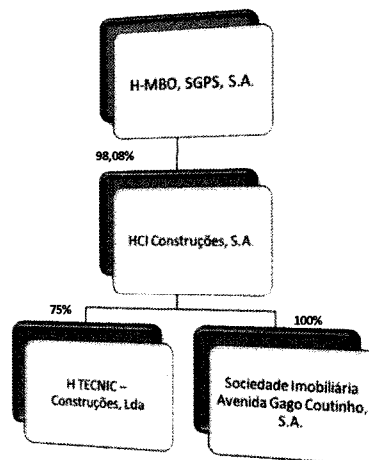 H-MBO, SGPS, S.A.
98,08%
HCI Construções, S.A.
75%
100%
H TECNIC –
Construções, Lda
Sociedade Imobiliária
Avenida Gago Coutinho,
S.A.